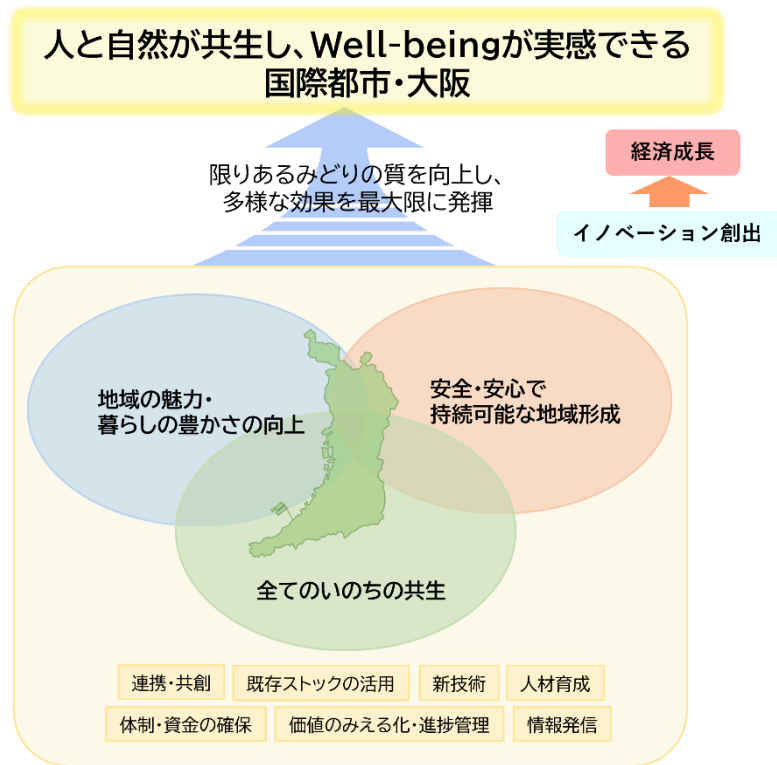 人と自然が共生し、Well-beingが実感できる
国際都市・大阪
限りあるみどりの質を向上し、
多様な効果を最大限に発揮
経済成長
イノベーション創出
地域の魅力・
暮らしの豊かさの向上
安全・安心で
持続可能な地域形成
全てのいのちの共生
連携・共創
既存ストックの活用
新技術
人材育成
体制・資金の確保
価値のみえる化・進捗管理
情報発信